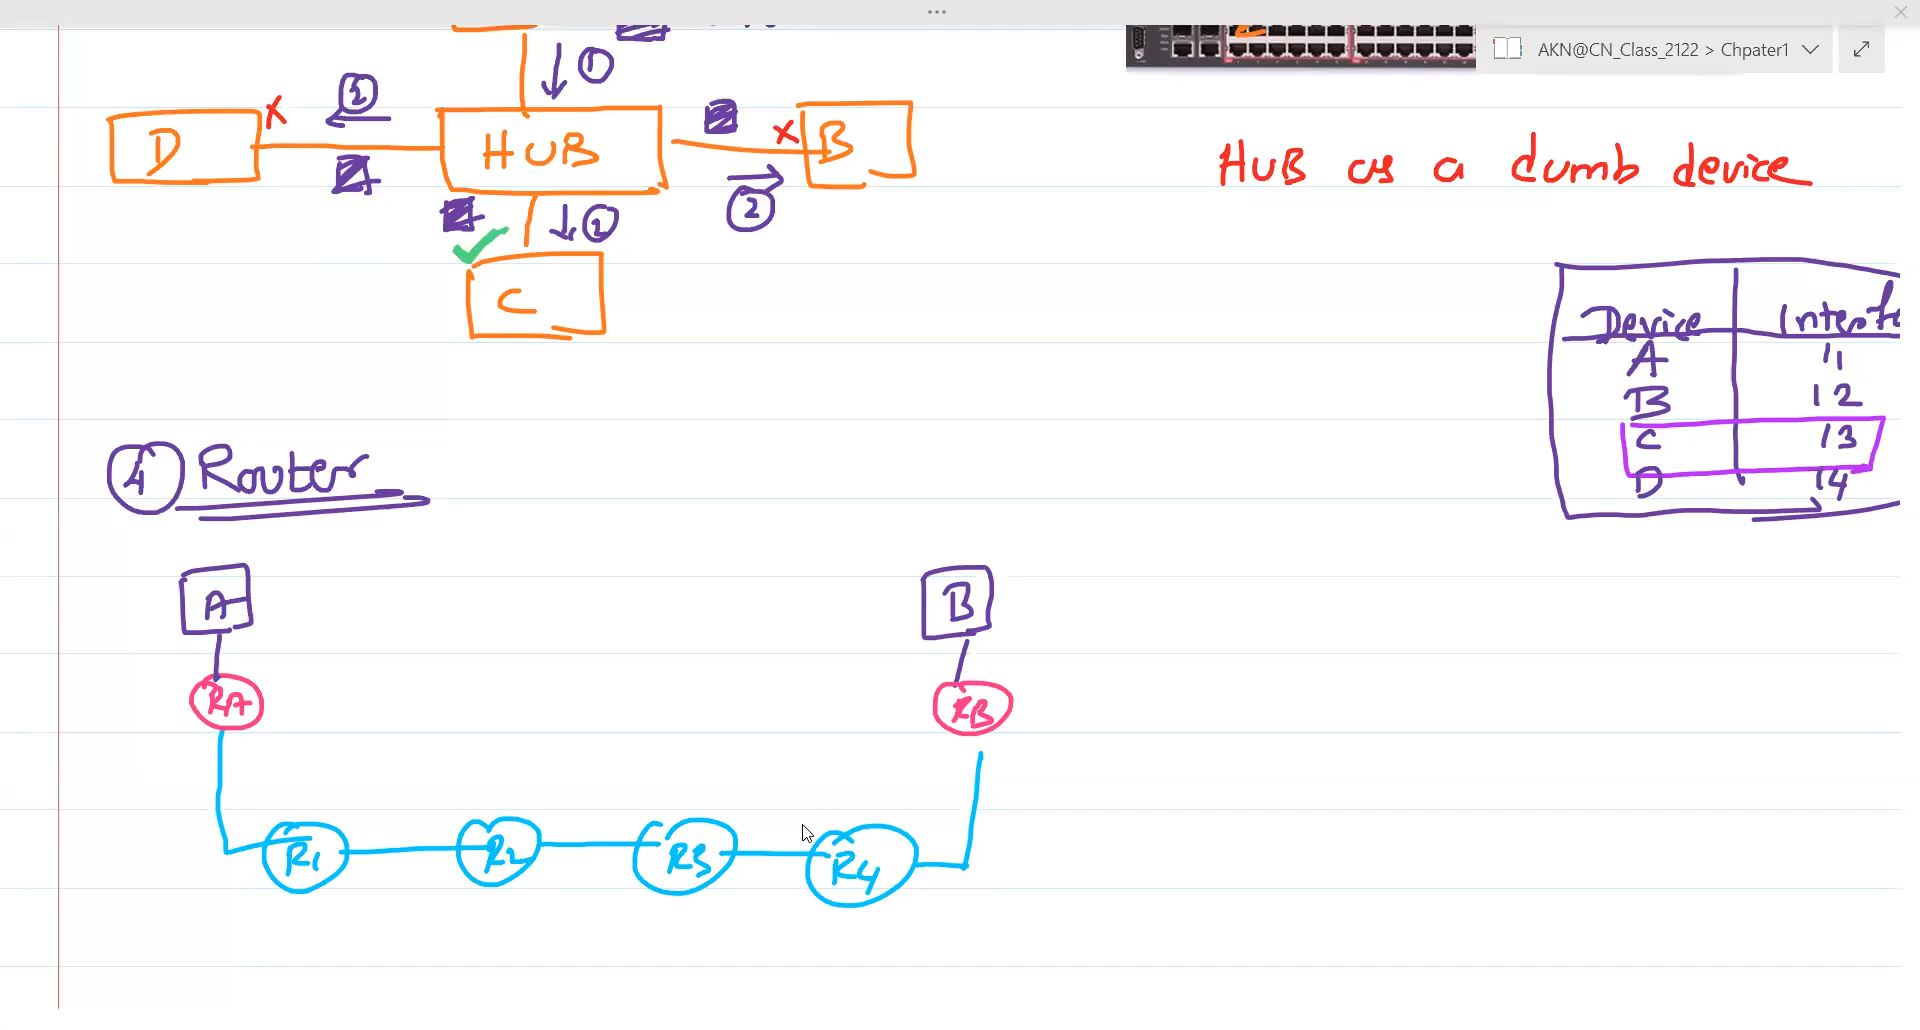 AKN@CN_Class_2122 > Chpater1
①
②
D
X
HUB
X
B
HUB as a dumb device
②
②
C
Device
A 11
B 12
C 13
D 14
④ Router
A B
RA RB
R1 R2 R3 R4